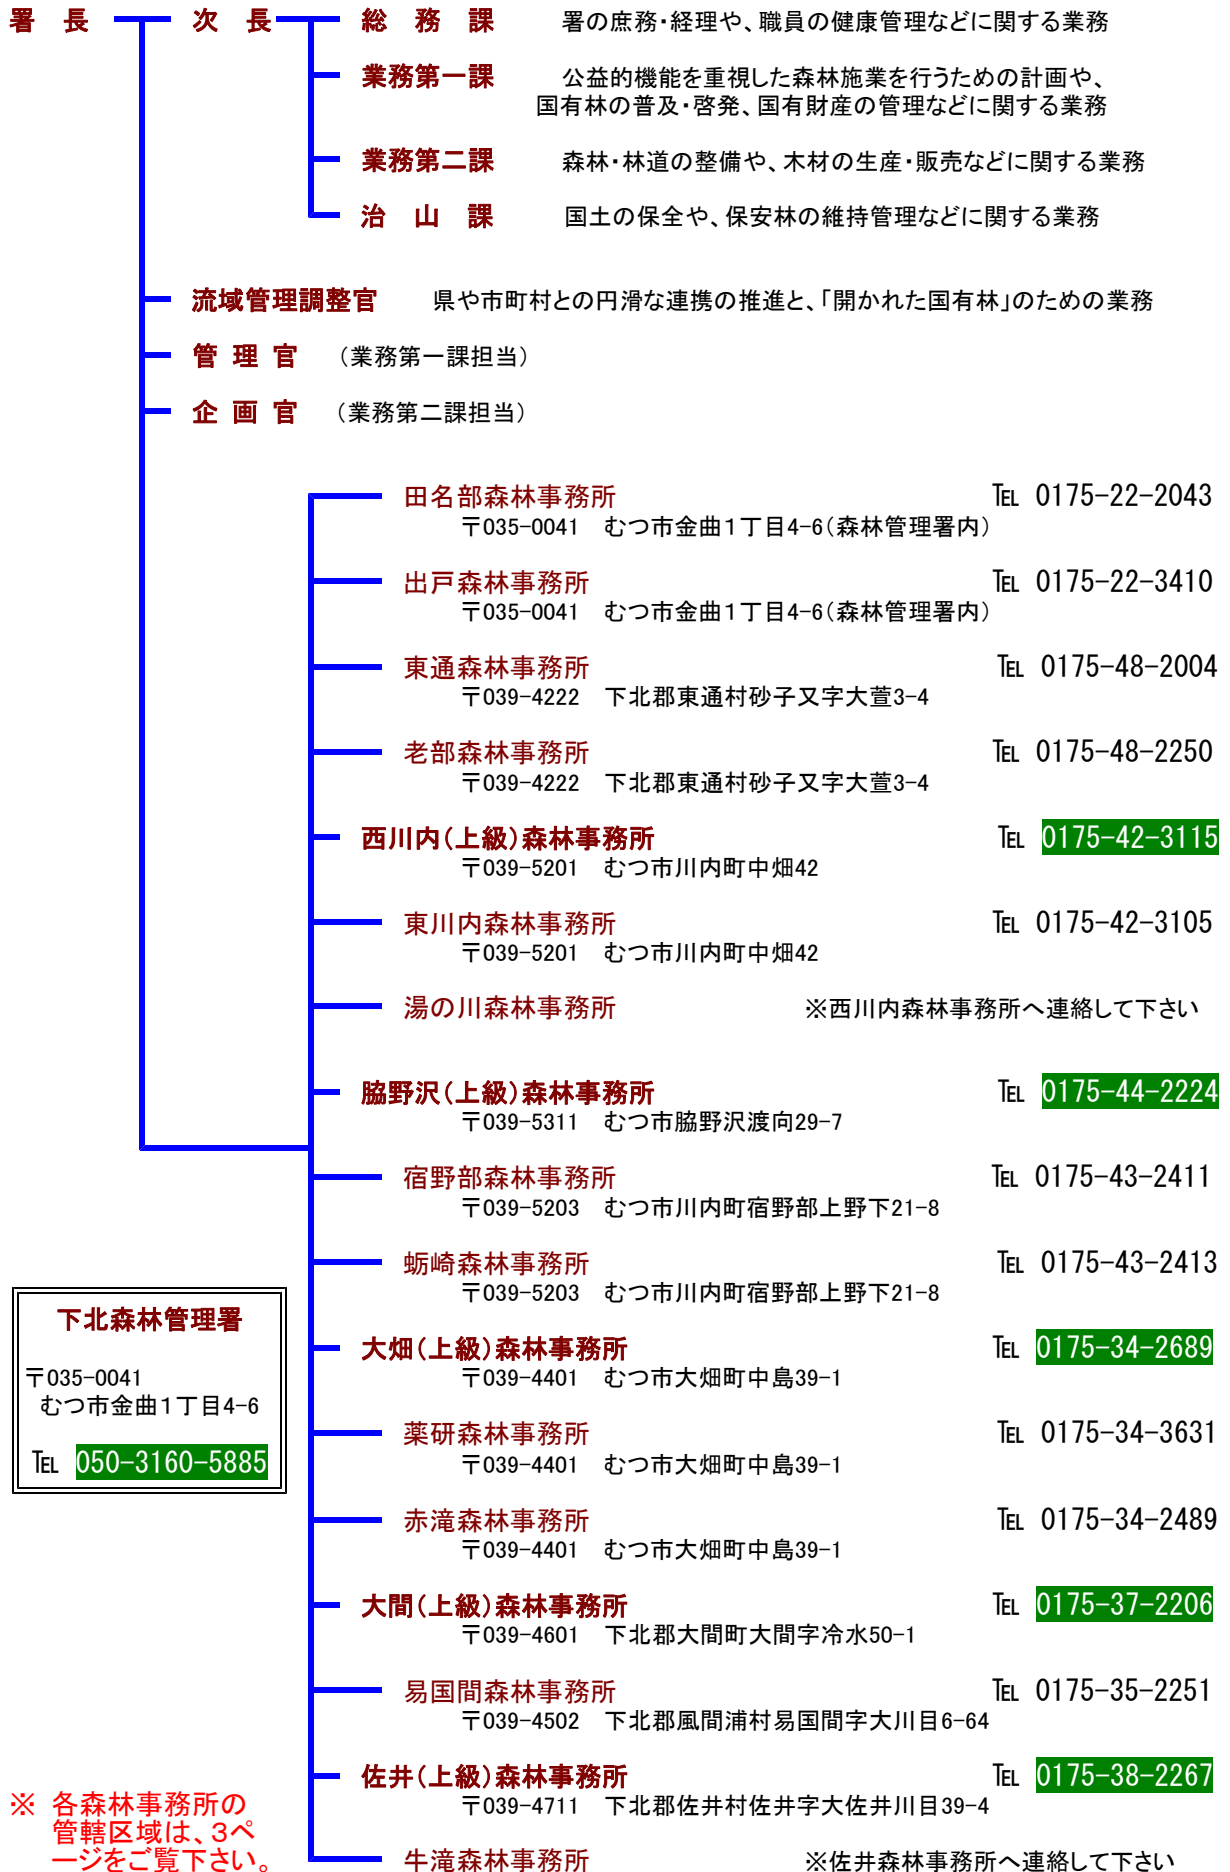 署　長　次　長　総　務　課　署の庶務・経理や、職員の健康管理などに関する業務
業務第一課　公益的機能を重視した森林施業を行うための計画や、
国有林の普及・啓発、国有財産の管理などに関する業務
業務第二課　森林・林道の整備や、木材の生産・販売などに関する業務
治　山　課　国土の保全や、保安林の維持管理などに関する業務
流域管理調整官　県や市町村との円滑な連携の推進と、「開かれた国有林」のための業務
管 理 官　（業務第一課担当）
企 画 官　（業務第二課担当）
田名部森林事務所　℡ 0175-22-2043
〒035-0041　むつ市金曲１丁目4-6（森林管理署内）
出戸森林事務所　℡ 0175-22-3410
〒035-0041　むつ市金曲１丁目4-6（森林管理署内）
東通森林事務所　℡ 0175-48-2004
〒039-4222　下北郡東通村砂子又字大萱3-4
老部森林事務所　℡ 0175-48-2250
〒039-4222　下北郡東通村砂子又字大萱3-4
西川内（上級）森林事務所　℡ 0175-42-3115
〒039-5201　むつ市川内町中畑42
東川内森林事務所　℡ 0175-42-3105
〒039-5201　むつ市川内町中畑42
湯の川森林事務所　※西川内森林事務所へ連絡して下さい
脇野沢（上級）森林事務所　℡ 0175-44-2224
〒039-5311　むつ市脇野沢渡向29-7
宿野部森林事務所　℡ 0175-43-2411
〒039-5203　むつ市川内町宿野部上野下21-8
蛎崎森林事務所　℡ 0175-43-2413
〒039-5203　むつ市川内町宿野部上野下21-8
大畑（上級）森林事務所　℡ 0175-34-2689
〒039-4401　むつ市大畑町中島39-1
薬研森林事務所　℡ 0175-34-3631
〒039-4401　むつ市大畑町中島39-1
赤滝森林事務所　℡ 0175-34-2489
〒039-4401　むつ市大畑町中島39-1
大間（上級）森林事務所　℡ 0175-37-2206
〒039-4601　下北郡大間町大間字冷水50-1
易国間森林事務所　℡ 0175-35-2251
〒039-4502　下北郡風間浦村易国間字大川目6-64
佐井（上級）森林事務所　℡ 0175-38-2267
〒039-4711　下北郡佐井村佐井字大佐井川目39-4
牛滝森林事務所　※佐井森林事務所へ連絡して下さい
下北森林管理署
〒035-0041
むつ市金曲１丁目4-6
℡ 050-3160-5885
※ 各森林事務所の
管轄区域は、３ペ
ージをご覧下さい。